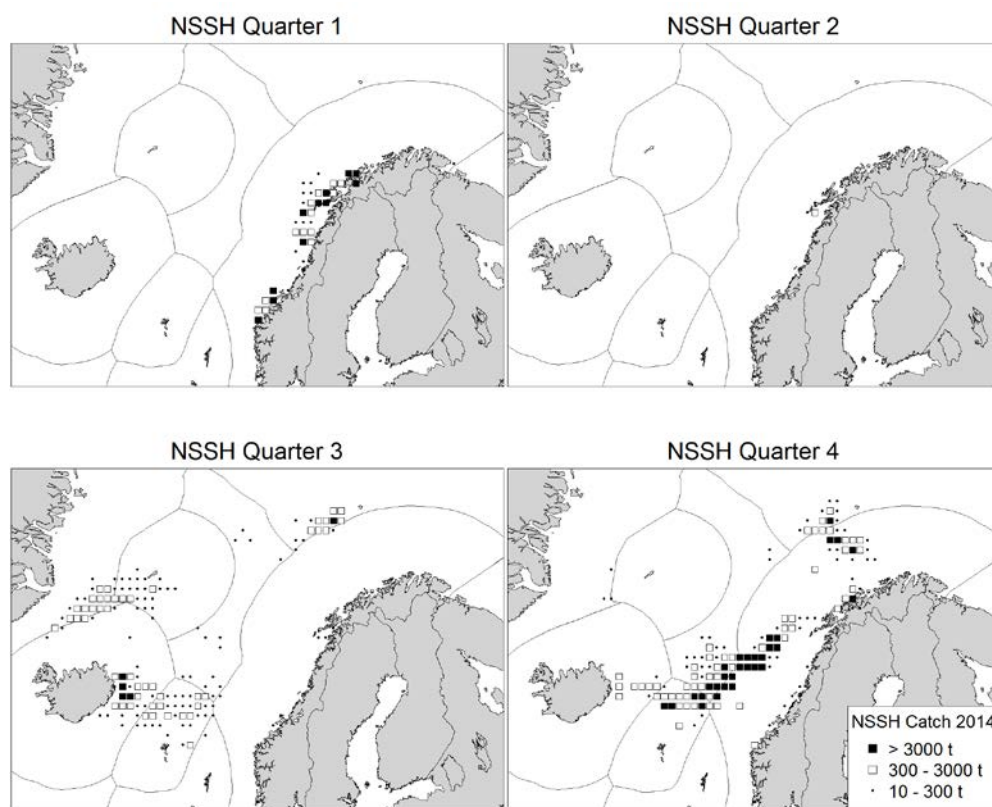 NSSH Quarter 1
NSSH Quarter 2
NSSH Quarter 3
NSSH Quarter 4
NSSH Catch 2014
> 3000 t
300 - 3000 t
10 - 300 t